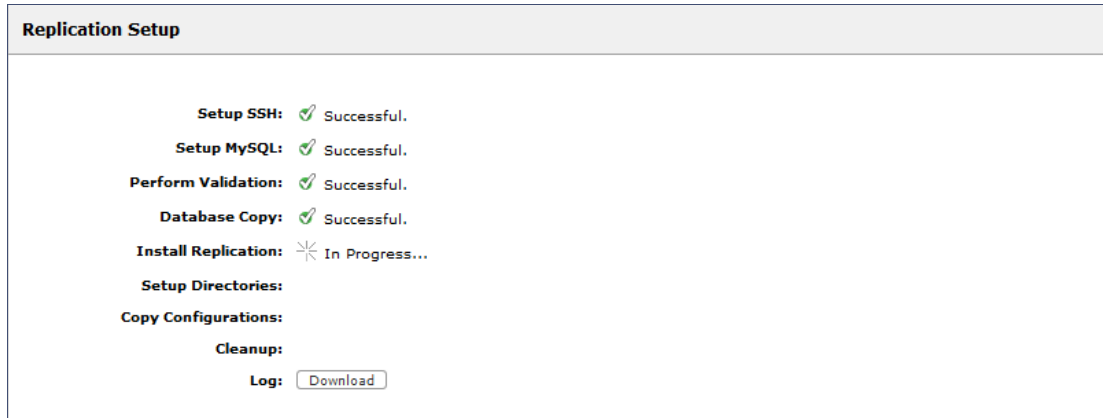 Replication Setup
Setup SSH: Successful.
Setup MySQL: Successful.
Perform Validation: Successful.
Database Copy: Successful.
Install Replication: In Progress...
Setup Directories:
Copy Configurations:
Cleanup:
Log: Download